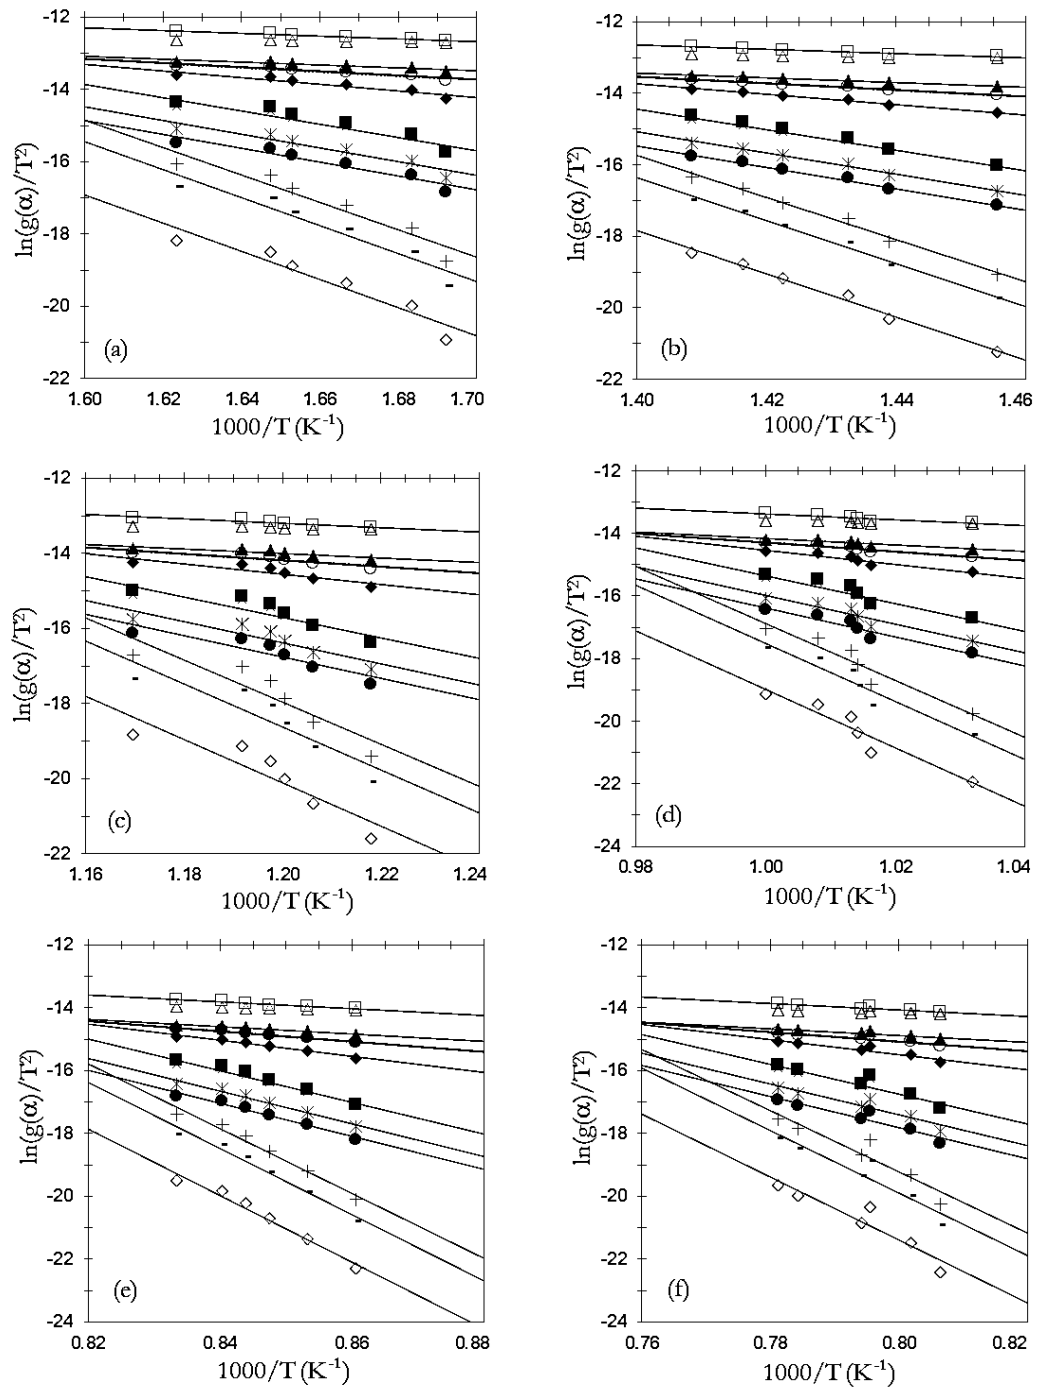 -12
-14
-16
-18
-20
-22
ln(g(α)/T²)
(a)
1.60 1.62 1.64 1.66 1.68 1.70
1000/T (K⁻¹)
-12
-14
-16
-18
-20
-22
ln(g(α)/T²)
(b)
1.40 1.42 1.44 1.46
1000/T (K⁻¹)
-12
-14
-16
-18
-20
-22
ln(g(α)/T²)
(c)
1.16 1.18 1.20 1.22 1.24
1000/T (K⁻¹)
-12
-14
-16
-18
-20
-22
-24
ln(g(α)/T²)
(d)
0.98 1.00 1.02 1.04
1000/T (K⁻¹)
-12
-14
-16
-18
-20
-22
-24
ln(g(α)/T²)
(e)
0.82 0.84 0.86 0.88
1000/T (K⁻¹)
-12
-14
-16
-18
-20
-22
-24
ln(g(α)/T²)
(f)
0.76 0.78 0.80 0.82
1000/T (K⁻¹)